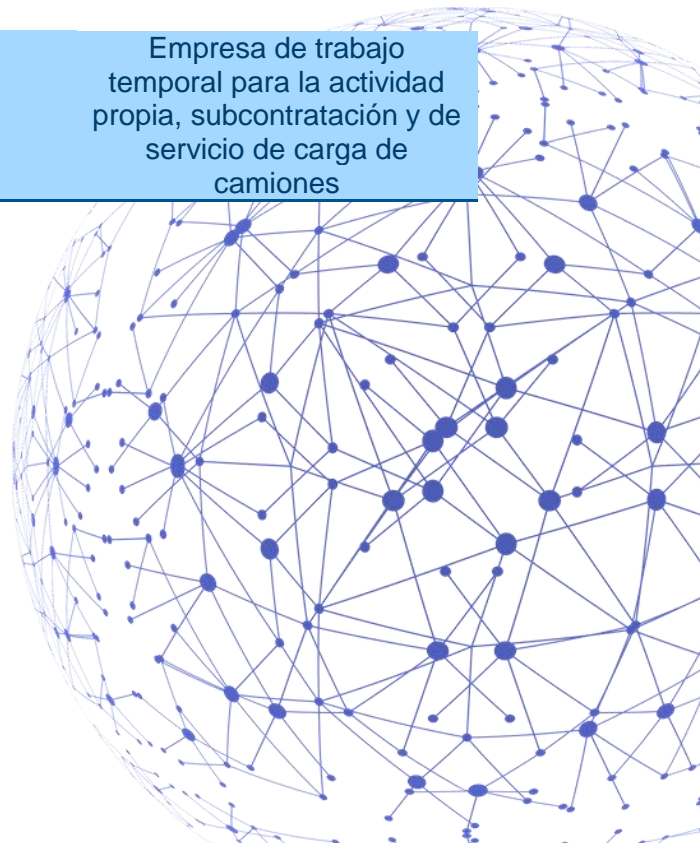 Empresa de trabajo
temporal para la actividad
propia, subcontratación y de
servicio de carga de
camiones